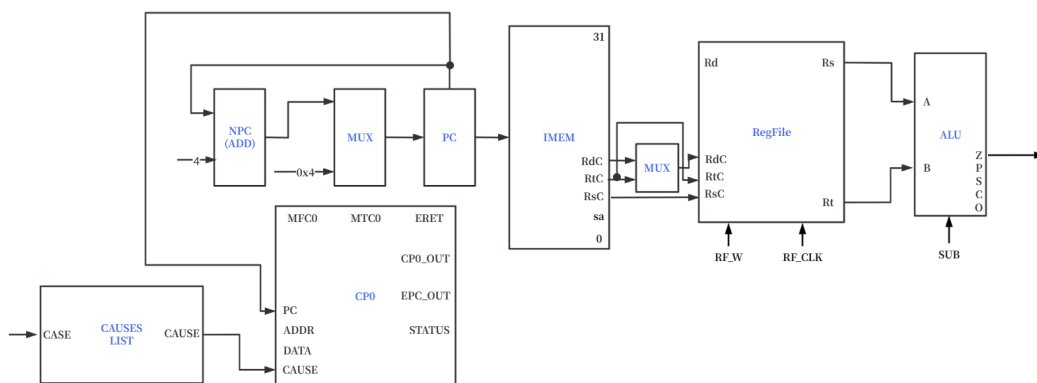 NPC
(ADD)
4
MUX
0x4
PC
31
IMEM
RdC
RtC
RsC
sa
0
MUX
Rd
Rs
RegFile
RdC
RtC
RsC
Rt
RF_W
RF_CLK
A
ALU
B
Z
P
S
C
O
SUB
MFC0
MTC0
ERET
CP0_OUT
CP0
EPC_OUT
PC
ADDR
STATUS
DATA
CAUSE
CASE
CAUSES
LIST
CAUSE